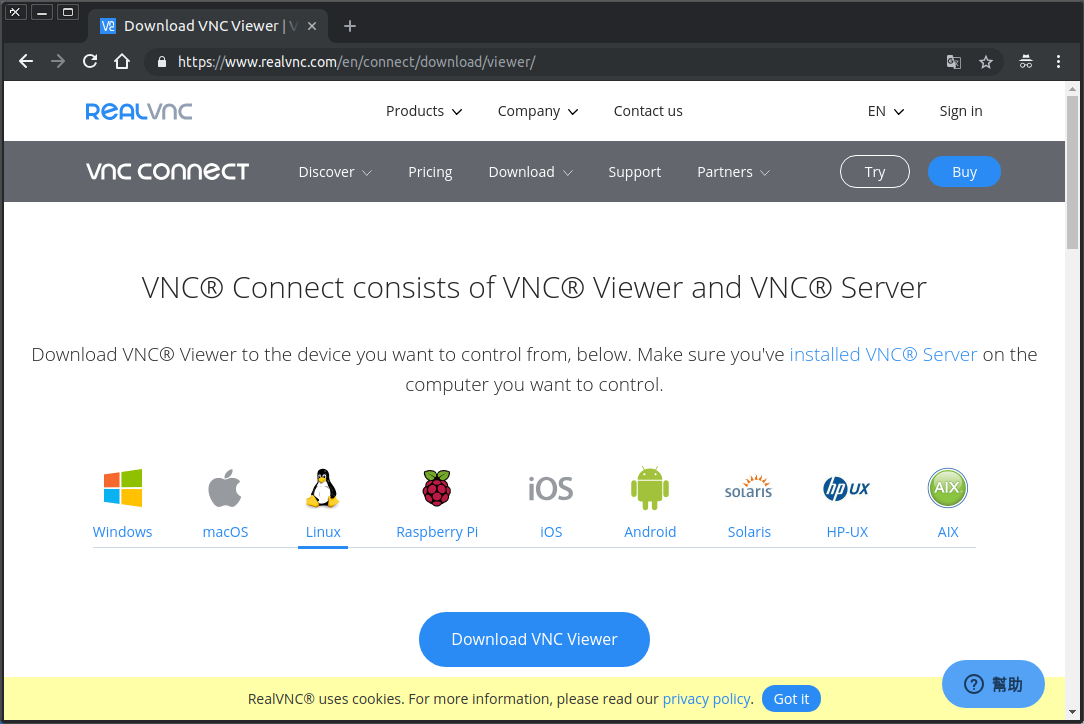 Download VNC Viewer | V
https://www.realvnc.com/en/connect/download/viewer/
REALVNC Products Company Contact us EN Sign in
VNC CONNECT Discover Pricing Download Support Partners Try Buy
VNC® Connect consists of VNC® Viewer and VNC® Server
Download VNC® Viewer to the device you want to control from, below. Make sure you've installed VNC® Server on the
computer you want to control.
iOS solaris hp UX AIX
Windows macOS Linux Raspberry Pi iOS Android Solaris HP-UX AIX
Download VNC Viewer
RealVNC® uses cookies. For more information, please read our privacy policy. Got it
幫助